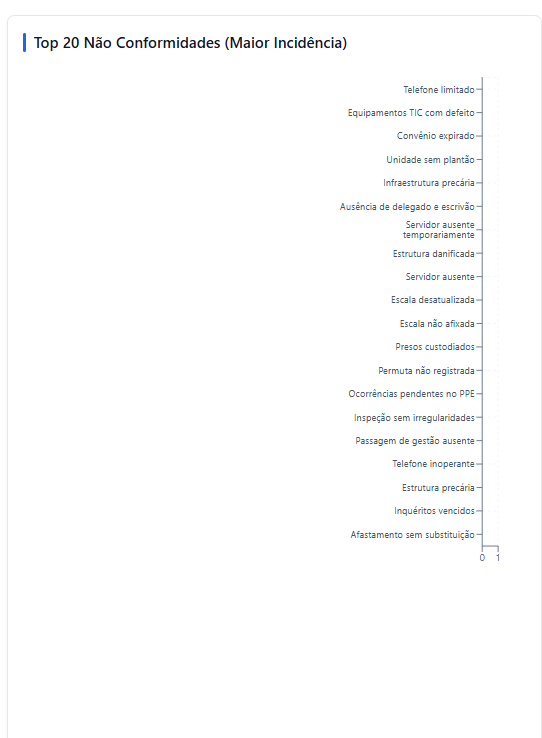 Top 20 Não Conformidades (Maior Incidência)
Telefone limitado
Equipamentos TIC com defeito
Convênio expirado
Unidade sem plantão
Infraestrutura precária
Ausência de delegado e escrivão
Servidor ausente
temporariamente
Estrutura danificada
Servidor ausente
Escala desatualizada
Escala não afixada
Presos custodiados
Permuta não registrada
Ocorrências pendentes no PPE
Inspeção sem irregularidades
Passagem de gestão ausente
Telefone inoperante
Estrutura precária
Inquéritos vencidos
Afastamento sem substituição
0 1